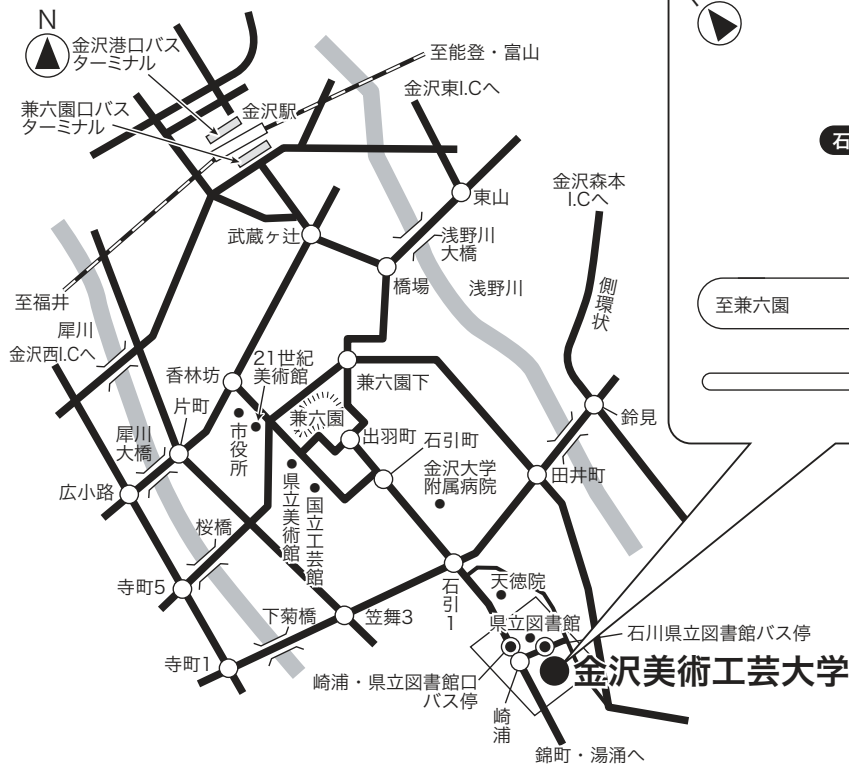 N
金沢港口バス
ターミナル
兼六園口バス
ターミナル
金沢駅
至能登・富山
金沢東I.Cへ
石
東山
金沢森本
I.Cへ
武蔵ヶ辻
浅野川
大橋
橋場
浅野川
側環状
至兼六園
至福井
犀川
金沢西I.Cへ
香林坊
21世紀
美術館
兼六園下
片町
兼六園
鈴見
市役所
出羽町
石引町
犀川
大橋
金沢大学
附属病院
田井町
広小路
県立美術館
国立工芸館
桜橋
寺町5
石引1
天徳院
下菊橋
笠舞3
県立図書館
石川県立図書館バス停
寺町1
金沢美術工芸大学
崎浦・県立図書館口
バス停
崎浦
錦町・湯涌へ